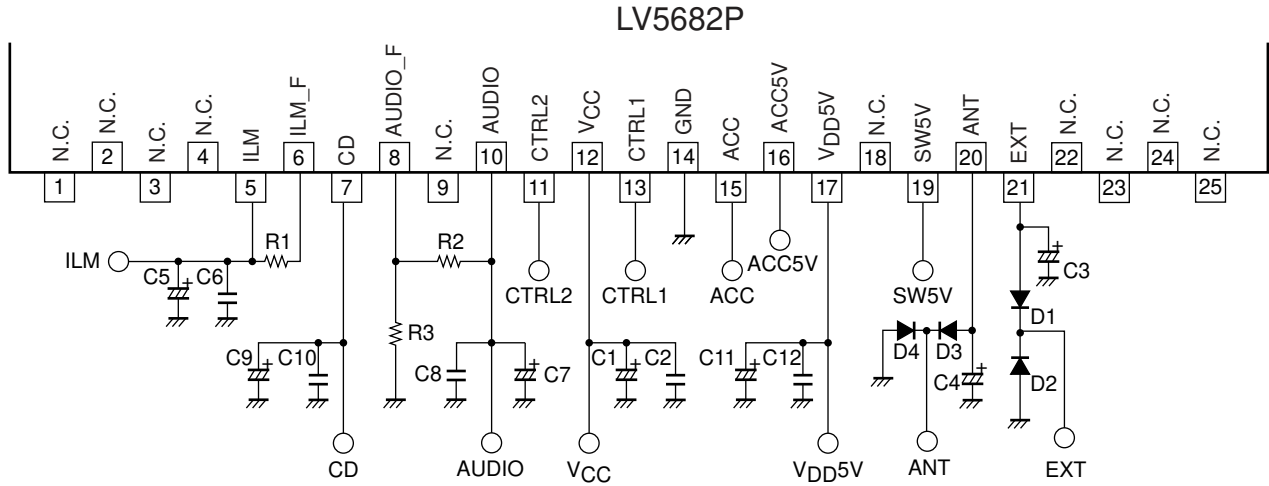 LV5682P
N.C. N.C. N.C. N.C. ILM ILM_F CD AUDIO_F N.C. AUDIO CTRL2 VCC CTRL1 GND ACC ACC5V VDD5V N.C. SW5V ANT EXT N.C. N.C. N.C. N.C.
2 4 6 8 10 12 14 16 18 20 22 24
1 3 5 7 9 11 13 15 17 19 21 23 25
R1 R2 ACC5V
ILM C5 + C6 + C3
CTRL2 CTRL1 ACC SW5V
D1
R3 D4 D3
C9 + C10 C8 + C7 C1 + C2 C11 + C12 C4 + D2
CD AUDIO VCC VDD5V ANT EXT